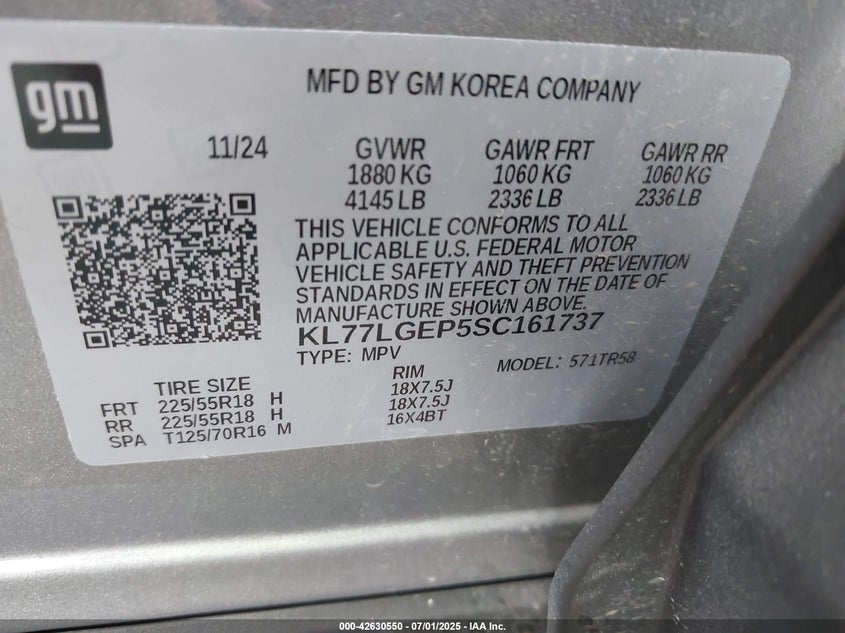 gm
MFD BY GM KOREA COMPANY
11/24 GVWR GAWR FRT GAWR RR
1880 KG 1060 KG 1060 KG
4145 LB 2336 LB 2336 LB
THIS VEHICLE CONFORMS TO ALL
APPLICABLE U.S. FEDERAL MOTOR
VEHICLE SAFETY AND THEFT PREVENTION
STANDARDS IN EFFECT ON THE DATE OF
MANUFACTURE SHOWN ABOVE.
KL77LGEP5SC161737
TYPE: MPV MODEL: 571TR58
TIRE SIZE RIM
FRT 225/55R18 H 18X7.5J
RR 225/55R18 H 18X7.5J
SPA T125/70R16 M 16X4BT
000-42630550 - 07/01/2025 - IAA Inc.